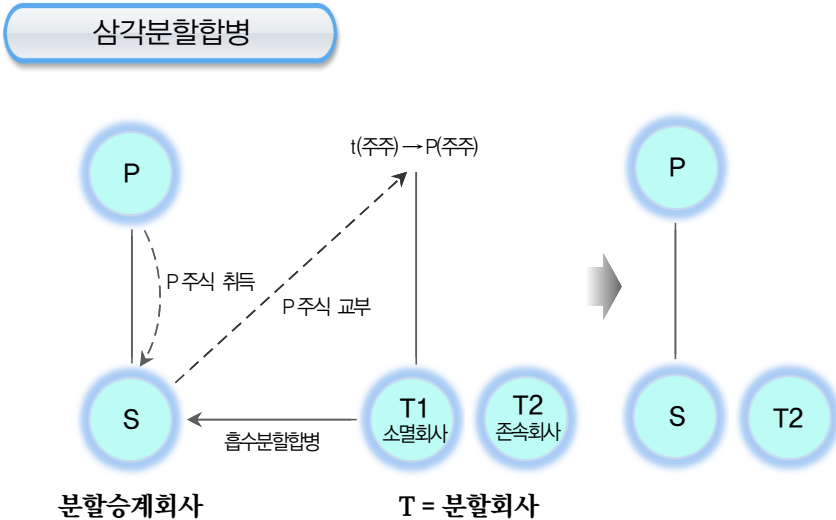 삼각분할합병
t(주주)→P(주주)
P
P
P 주식 취득
P 주식 교부
S
T1
소멸회사
T2
존속회사
S
T2
흡수분할합병
분할승계회사
T = 분할회사